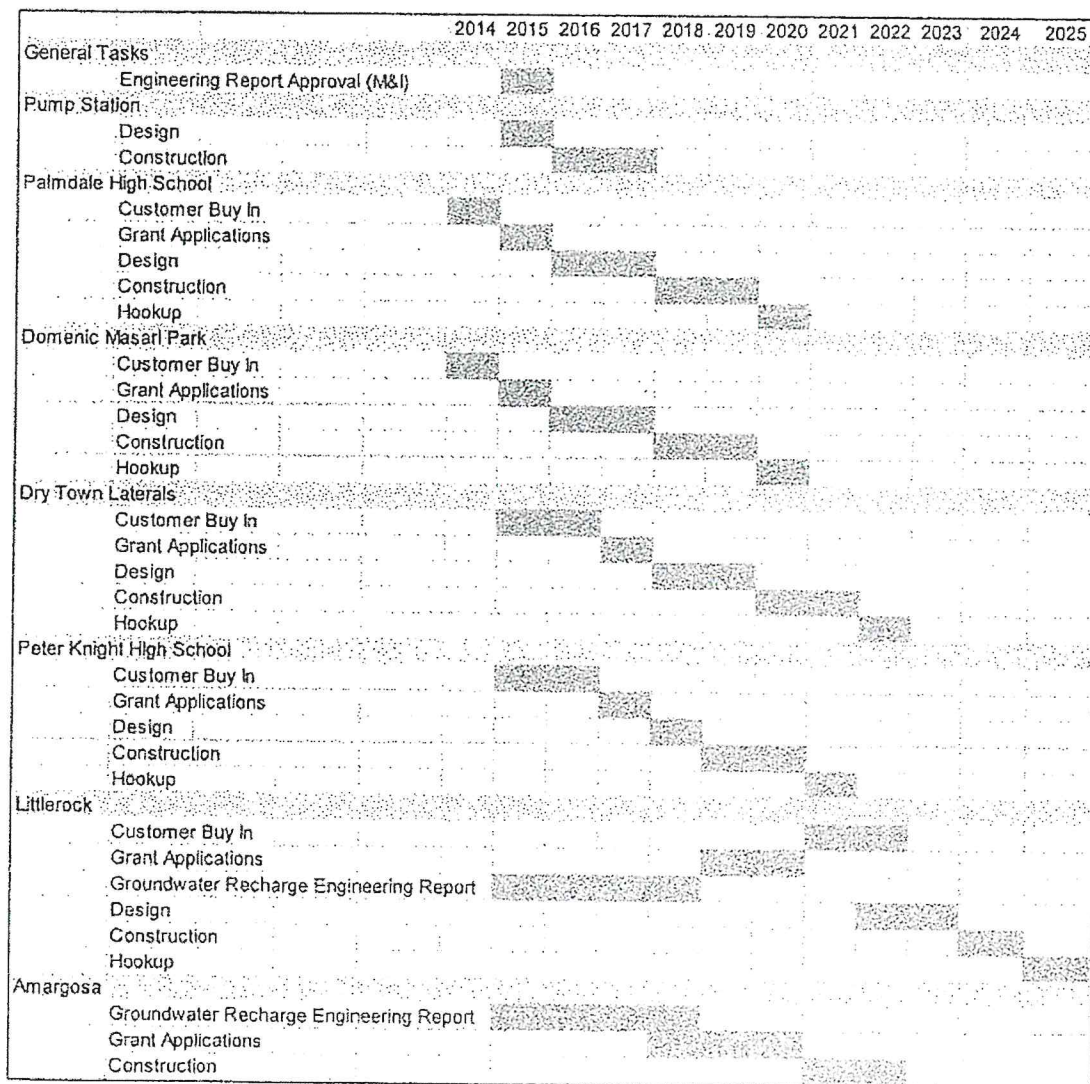 2014 2015 2016 2017 2018 2019 2020 2021 2022 2023 2024 2025
General Tasks
Engineering Report Approval (M&I)
Pump Station
Design
Construction
Palmdale High School
Customer Buy In
Grant Applications
Design
Construction
Hookup
Domenic Masari Park
Customer Buy In
Grant Applications
Design
Construction
Hookup
Dry Town Laterals
Customer Buy In
Grant Applications
Design
Construction
Hookup
Peter Knight High School
Customer Buy In
Grant Applications
Design
Construction
Hookup
Littlerock
Customer Buy In
Grant Applications
Groundwater Recharge Engineering Report
Design
Construction
Hookup
Amargosa
Groundwater Recharge Engineering Report
Grant Applications
Construction